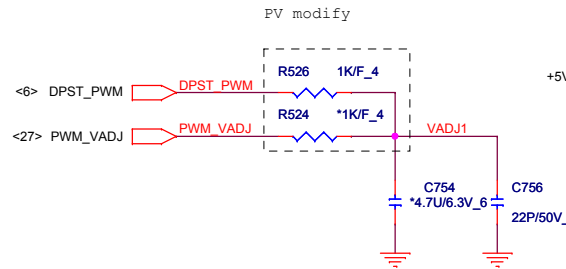 PV modify
R526 1K/F_4
<6> DPST_PWM DPST_PWM
+5V
R524 *1K/F_4
<27> PWM_VADJ PWM_VADJ VADJ1
C754 C756
*4.7U/6.3V_6
22P/50V_